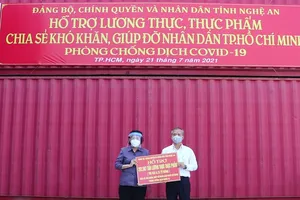 ĐẢNG BỘ, CHÍNH QUYỀN VÀ NHÂN DÂN TỈNH NGHỆ AN
HỖ TRỢ LƯƠNG THỰC, THỰC PHẨM
CHIA SẺ KHÓ KHĂN, GIÚP ĐỠ NHÂN DÂN TP.HỒ CHÍ MINH
PHÒNG CHỐNG DỊCH COVID-19
TP.HCM, ngày 21 tháng 7 năm 2021
HỖ TRỢ